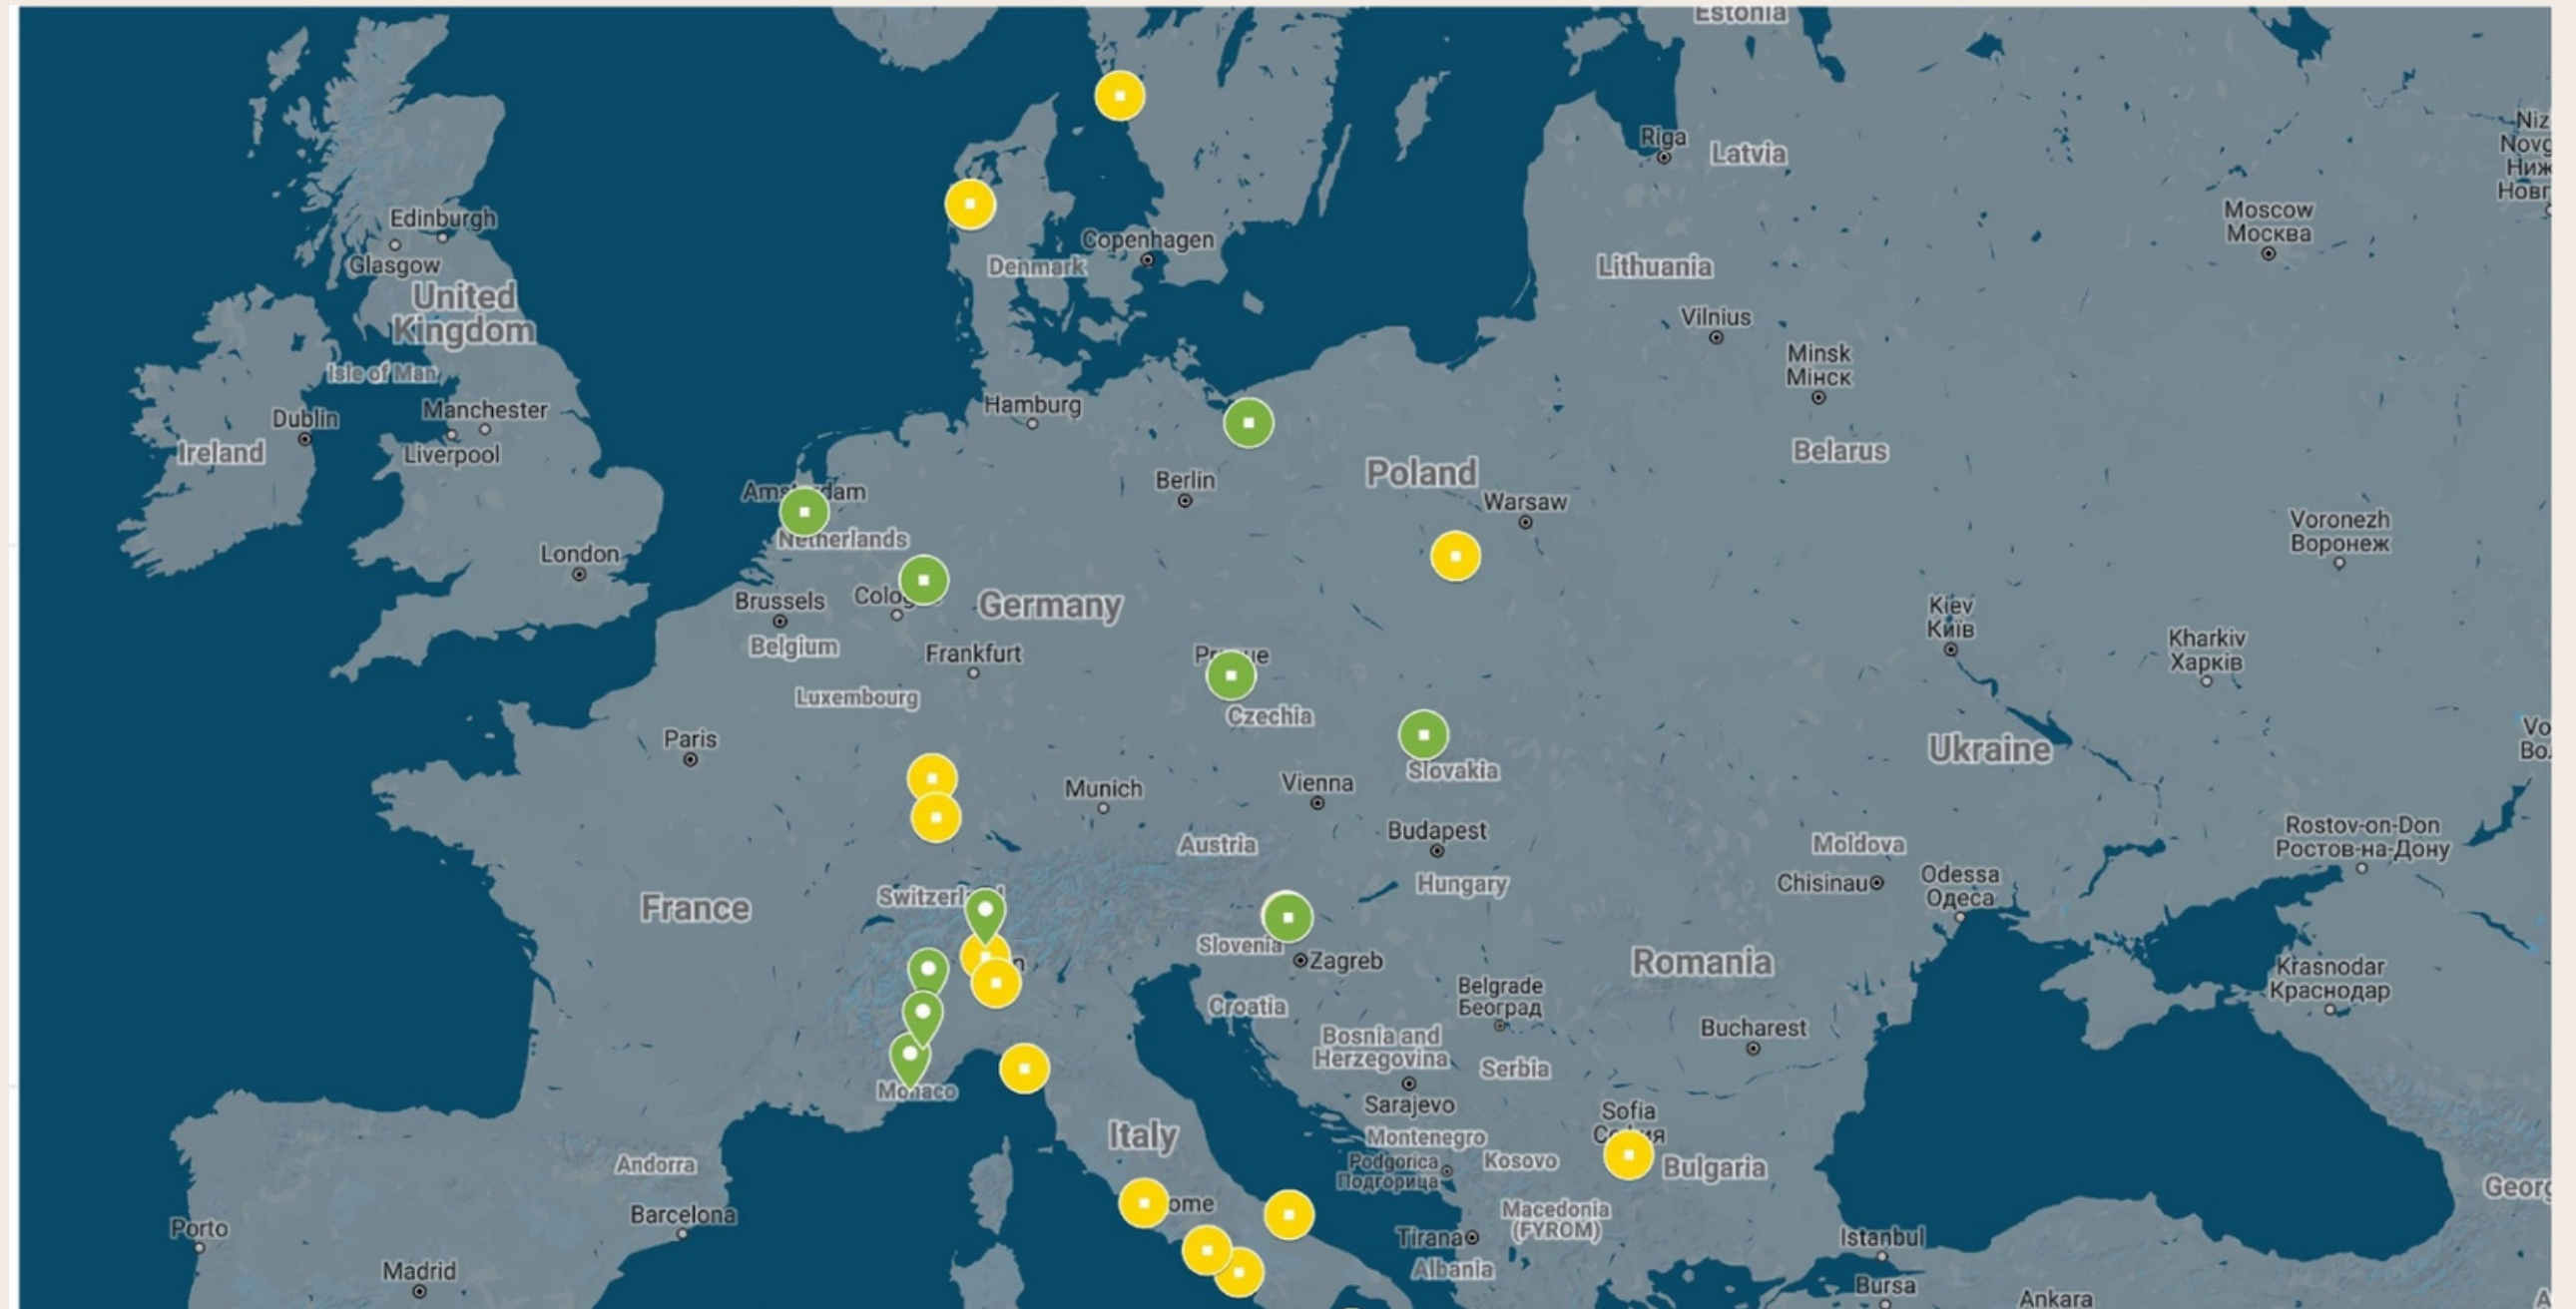 Estonia
Riga
Latvia
Moscow
Москва
Edinburgh
Glasgow
Copenhagen
Denmark
Lithuania
United
Kingdom
Vilnius
Isle of Man
Minsk
Мінск
Manchester
Hamburg
Dublin
Ireland
Liverpool
Belarus
Poland
Berlin
Warsaw
Netherlands
Voronezh
Воронеж
London
Brussels
Germany
Kiev
Київ
Belgium
Frankfurt
Kharkiv
Харків
Luxembourg
Czechia
Paris
Ukraine
Slovakia
Munich
Vienna
Budapest
Austria
Moldova
Rostov-on-Don
Ростов-на-Дону
Hungary
Chisinau
Odessa
Одеса
France
Slovenia
Zagreb
Romania
Krasnodar
Краснодар
Belgrade
Београд
Croatia
Bosnia and
Herzegovina
Bucharest
Serbia
Monaco
Sarajevo
Sofia
Italy
Montenegro
Andorra
Podgorica
Подгорица
Kosovo
Bulgaria
Porto
Barcelona
Macedonia
(FYROM)
Tirana
Istanbul
Albania
Madrid
Bursa
Ankara